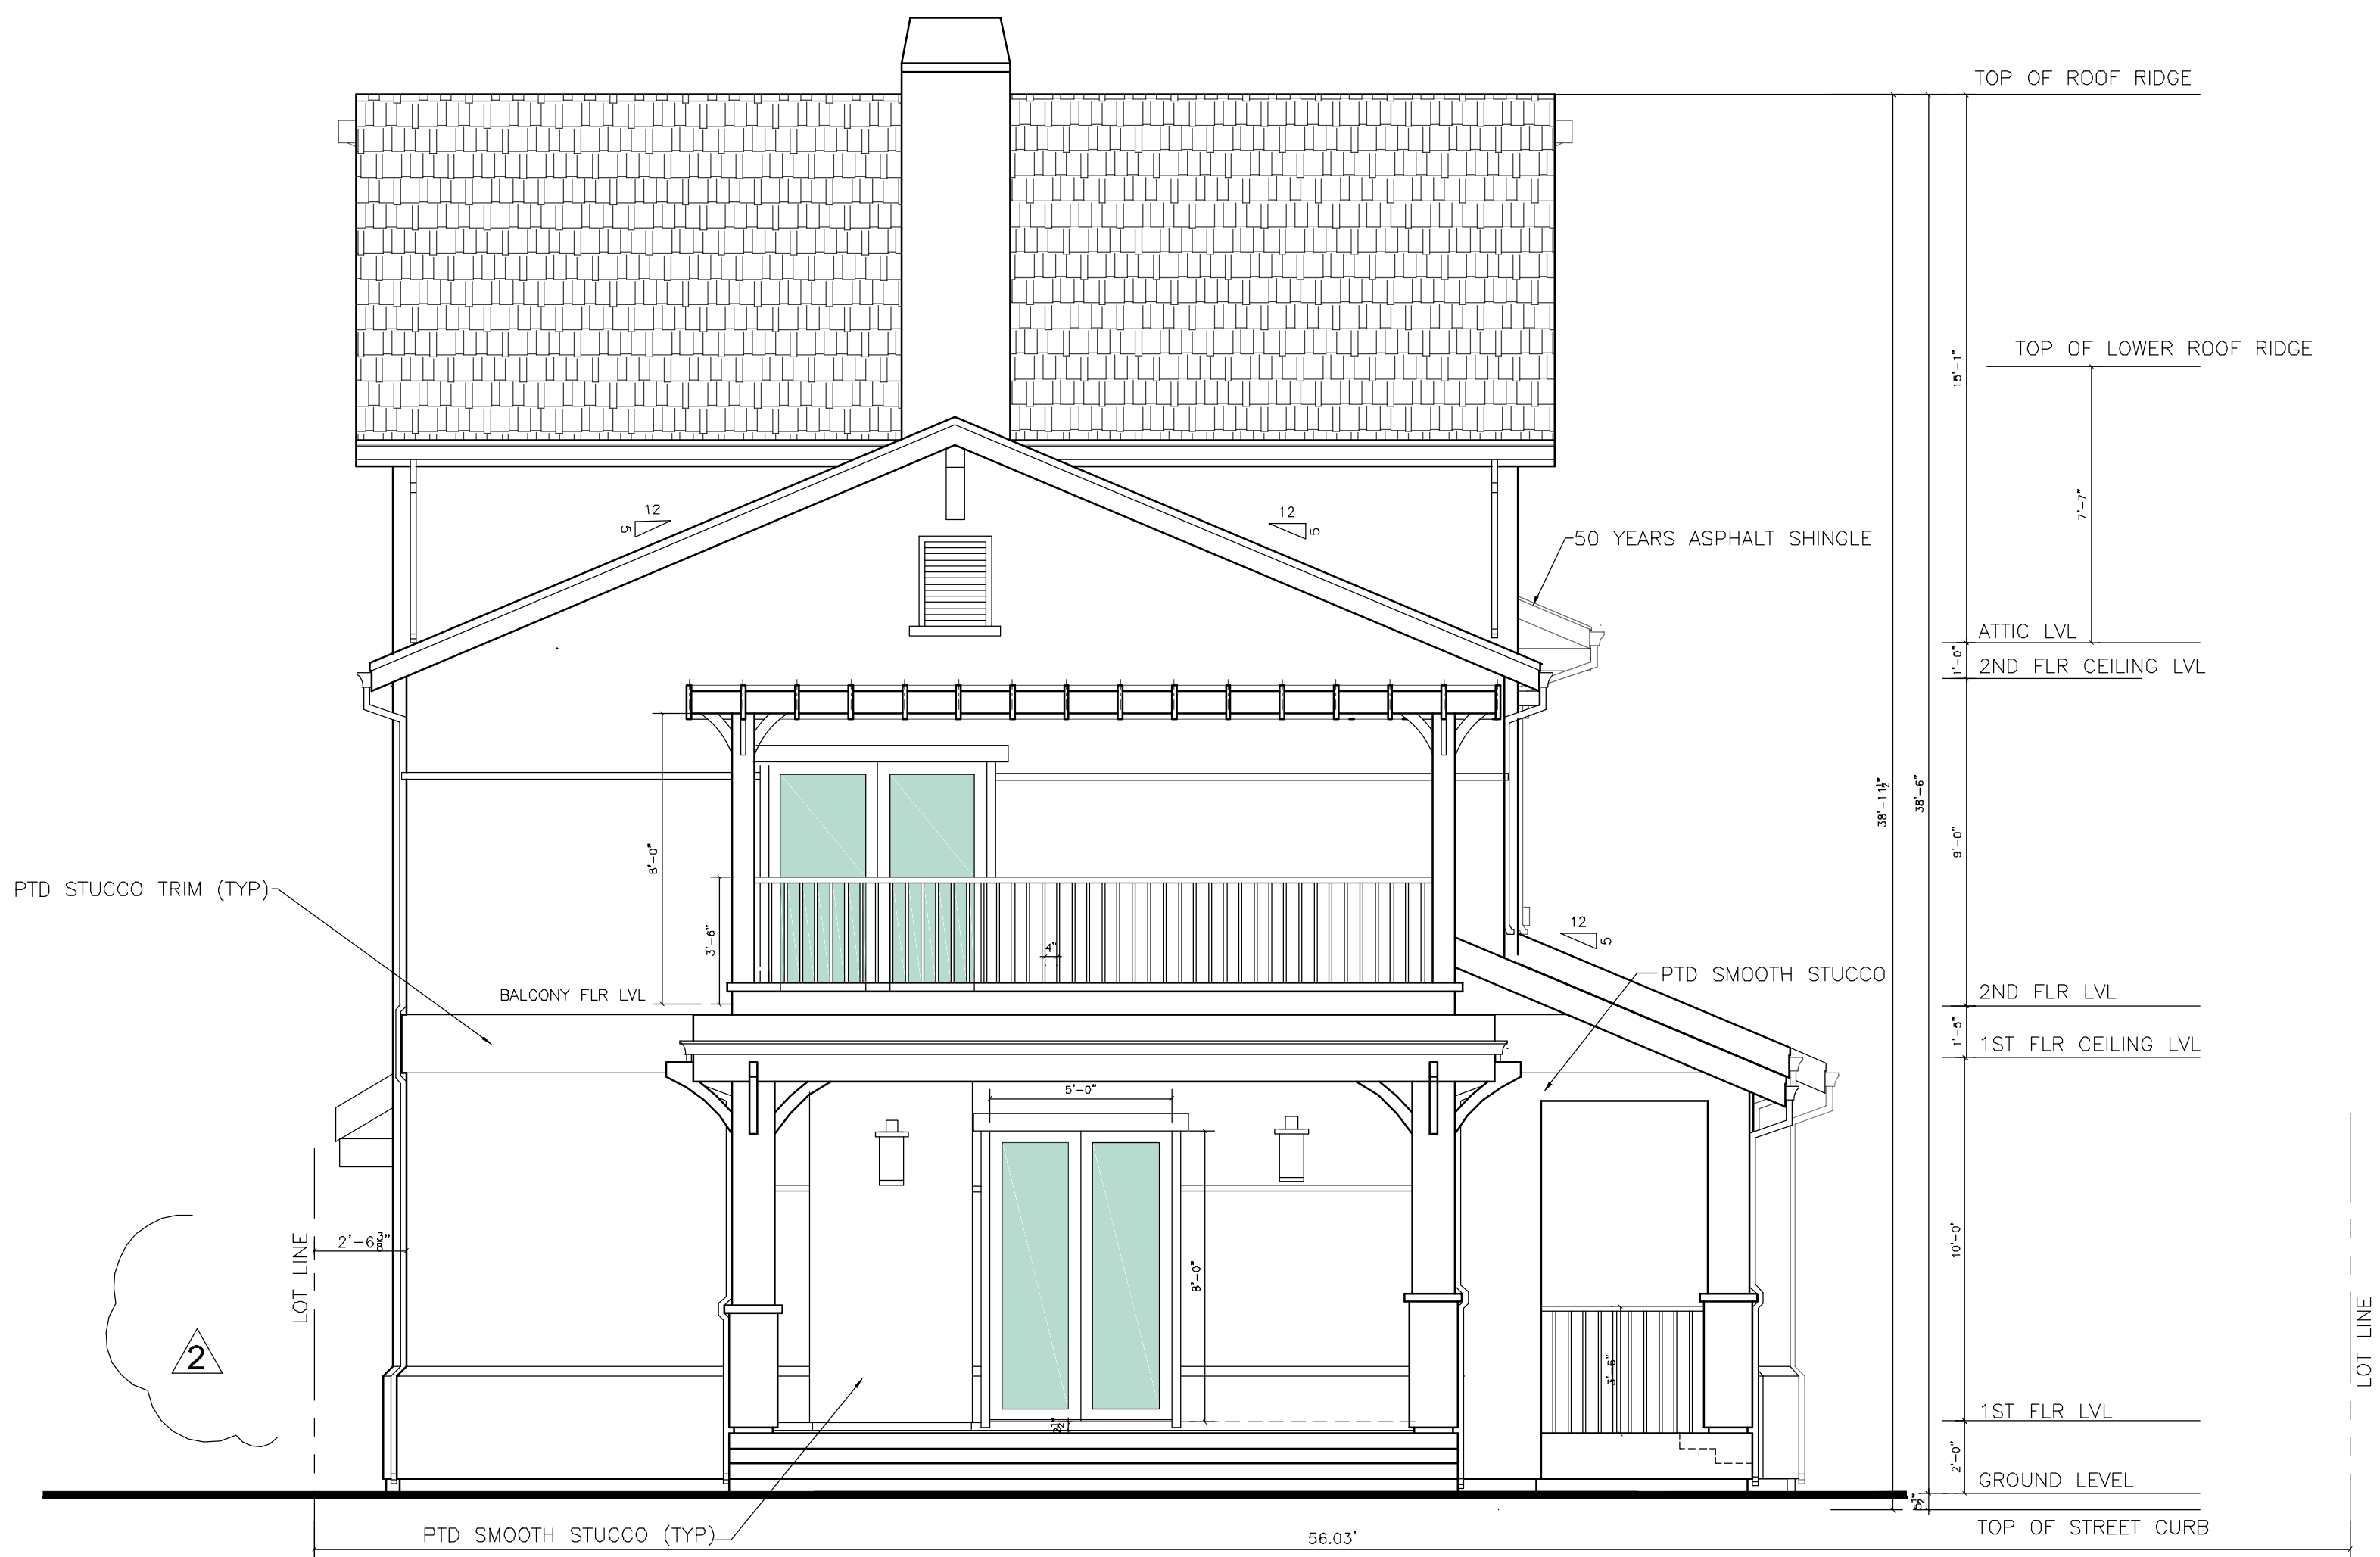 TOP OF ROOF RIDGE
TOP OF LOWER ROOF RIDGE
15'-1"
7'-7"
12
5
12
5
50 YEARS ASPHALT SHINGLE
ATTIC LVL
1'-0"
2ND FLR CEILING LVL
38'-11½"
38'-6"
9'-0"
8'-0"
PTD STUCCO TRIM (TYP)
3'-6"
4"
12
5
PTD SMOOTH STUCCO
BALCONY FLR LVL
2ND FLR LVL
1'-5"
1ST FLR CEILING LVL
5'-0"
2'-6⅜"
LOT LINE
8'-0"
10'-0"
LOT LINE
2
3'-6"
2½"
1ST FLR LVL
2'-0"
GROUND LEVEL
5½"
TOP OF STREET CURB
PTD SMOOTH STUCCO (TYP)
56.03'